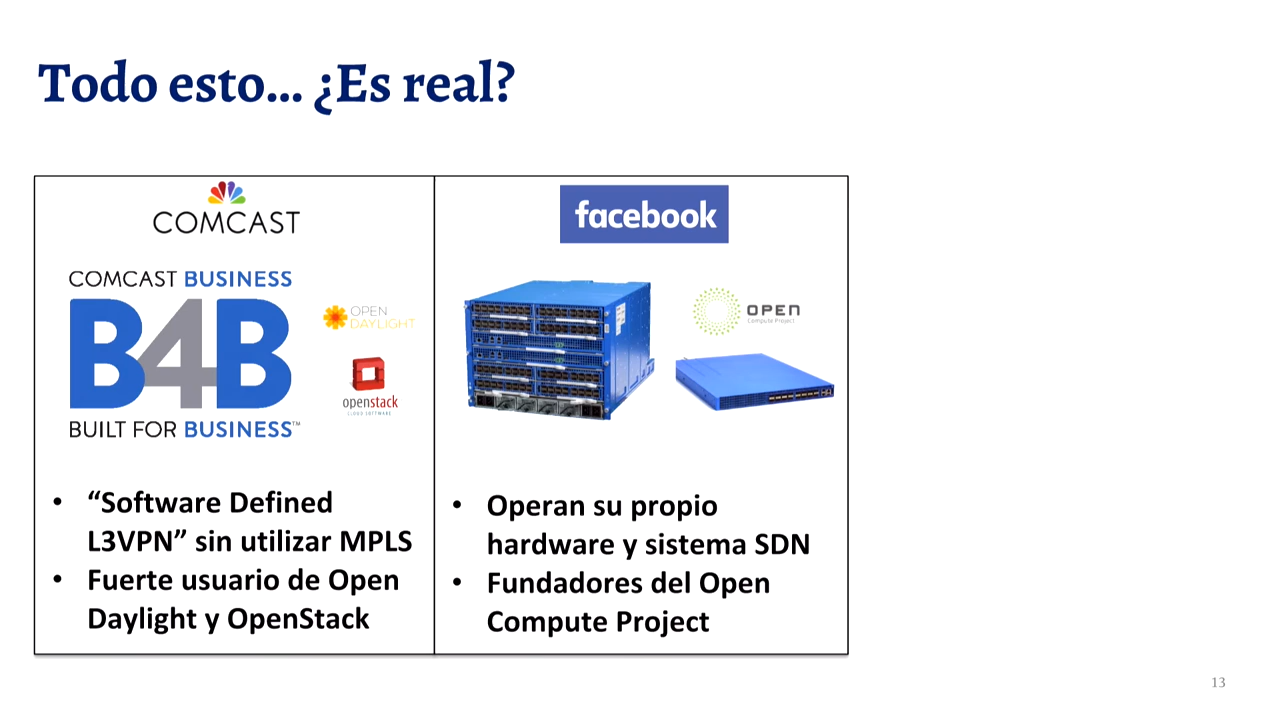 Todo esto... ¿Es real?
COMCAST
COMCAST BUSINESS
B4B
BUILT FOR BUSINESS™
OPEN
DAYLIGHT
openstack
CLOUD SOFTWARE
• “Software Defined
L3VPN” sin utilizar MPLS
• Fuerte usuario de Open
Daylight y OpenStack
facebook
OPEN
Compute Project
• Operan su propio
hardware y sistema SDN
• Fundadores del Open
Compute Project
13